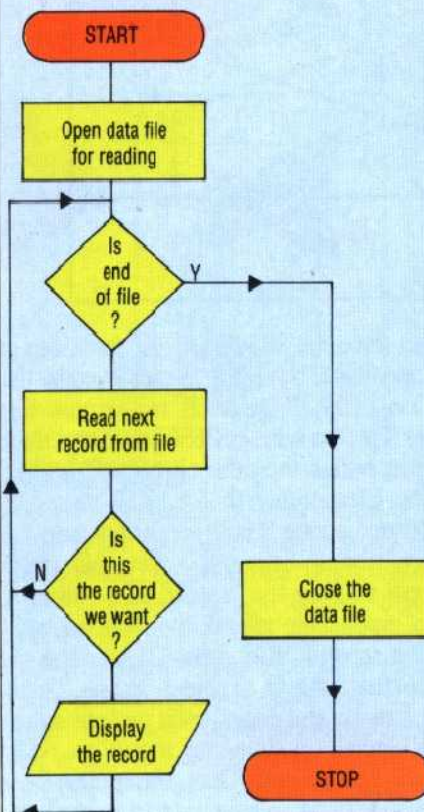 START
Open data file
for reading
Is
end
of file
?
Y
Read next
record from file
Is
this
the record
we want
?
N
Close the
data file
Display
the record
STOP